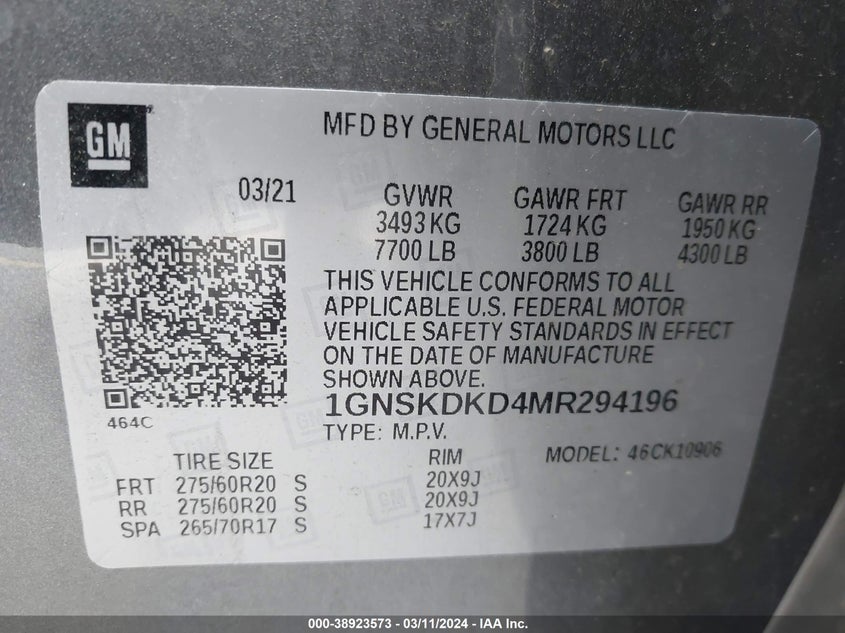 GM
MFD BY GENERAL MOTORS LLC
03/21 GVWR GAWR FRT GAWR RR
3493 KG 1724 KG 1950 KG
7700 LB 3800 LB 4300 LB
THIS VEHICLE CONFORMS TO ALL
APPLICABLE U.S. FEDERAL MOTOR
VEHICLE SAFETY STANDARDS IN EFFECT
ON THE DATE OF MANUFACTURE
SHOWN ABOVE.
464C
1GNSKDKD4MR294196
TYPE: M.P.V. MODEL: 46CK10906
TIRE SIZE RIM
FRT 275/60R20 S 20X9J
RR 275/60R20 S 20X9J
SPA 265/70R17 S 17X7J
000-38923573 — 03/11/2024 — IAA Inc.